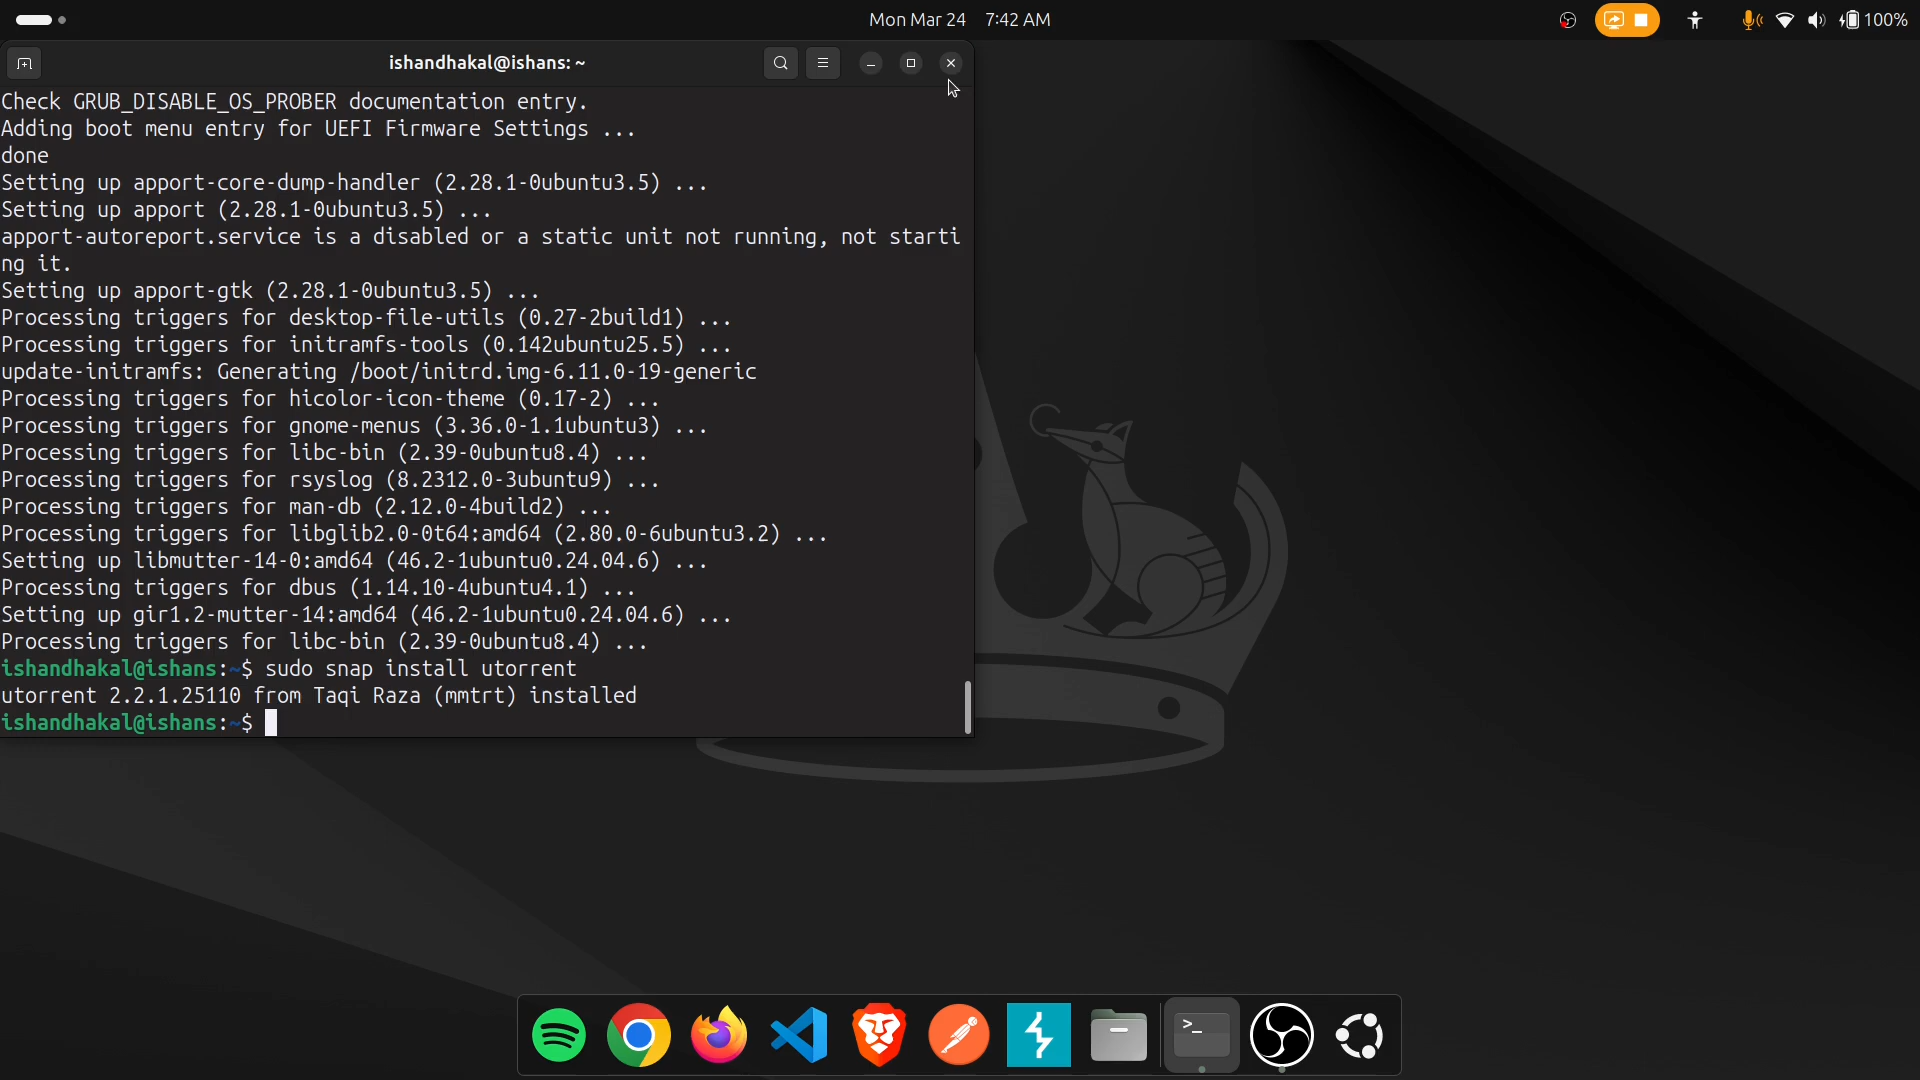 Mon Mar 24 7:42 AM
100%
ishandhakal@ishans: ~
Check GRUB_DISABLE_OS_PROBER documentation entry.
Adding boot menu entry for UEFI Firmware Settings ...
done
Setting up apport-core-dump-handler (2.28.1-0ubuntu3.5) ...
Setting up apport (2.28.1-0ubuntu3.5) ...
apport-autoreport.service is a disabled or a static unit not running, not starti
ng it.
Setting up apport-gtk (2.28.1-0ubuntu3.5) ...
Processing triggers for desktop-file-utils (0.27-2build1) ...
Processing triggers for initramfs-tools (0.142ubuntu25.5) ...
update-initramfs: Generating /boot/initrd.img-6.11.0-19-generic
Processing triggers for hicolor-icon-theme (0.17-2) ...
Processing triggers for gnome-menus (3.36.0-1.1ubuntu3) ...
Processing triggers for libc-bin (2.39-0ubuntu8.4) ...
Processing triggers for rsyslog (8.2312.0-3ubuntu9) ...
Processing triggers for man-db (2.12.0-4build2) ...
Processing triggers for libglib2.0-0t64:amd64 (2.80.0-6ubuntu3.2) ...
Setting up libmutter-14-0:amd64 (46.2-1ubuntu0.24.04.6) ...
Processing triggers for dbus (1.14.10-4ubuntu4.1) ...
Setting up gir1.2-mutter-14:amd64 (46.2-1ubuntu0.24.04.6) ...
Processing triggers for libc-bin (2.39-0ubuntu8.4) ...
ishandhakal@ishans:~$ sudo snap install utorrent
utorrent 2.2.1.25110 from Taqi Raza (mmtrt) installed
ishandhakal@ishans:~$
>_